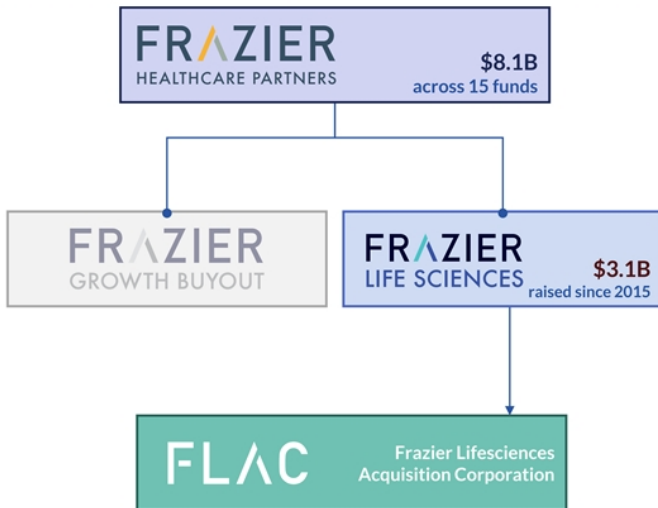 FRAZIER
HEALTHCARE PARTNERS
$8.1B
across 15 funds
FRAZIER
GROWTH BUYOUT
FRAZIER
LIFE SCIENCES
$3.1B
raised since 2015
FLAC
Frazier Lifesciences
Acquisition Corporation